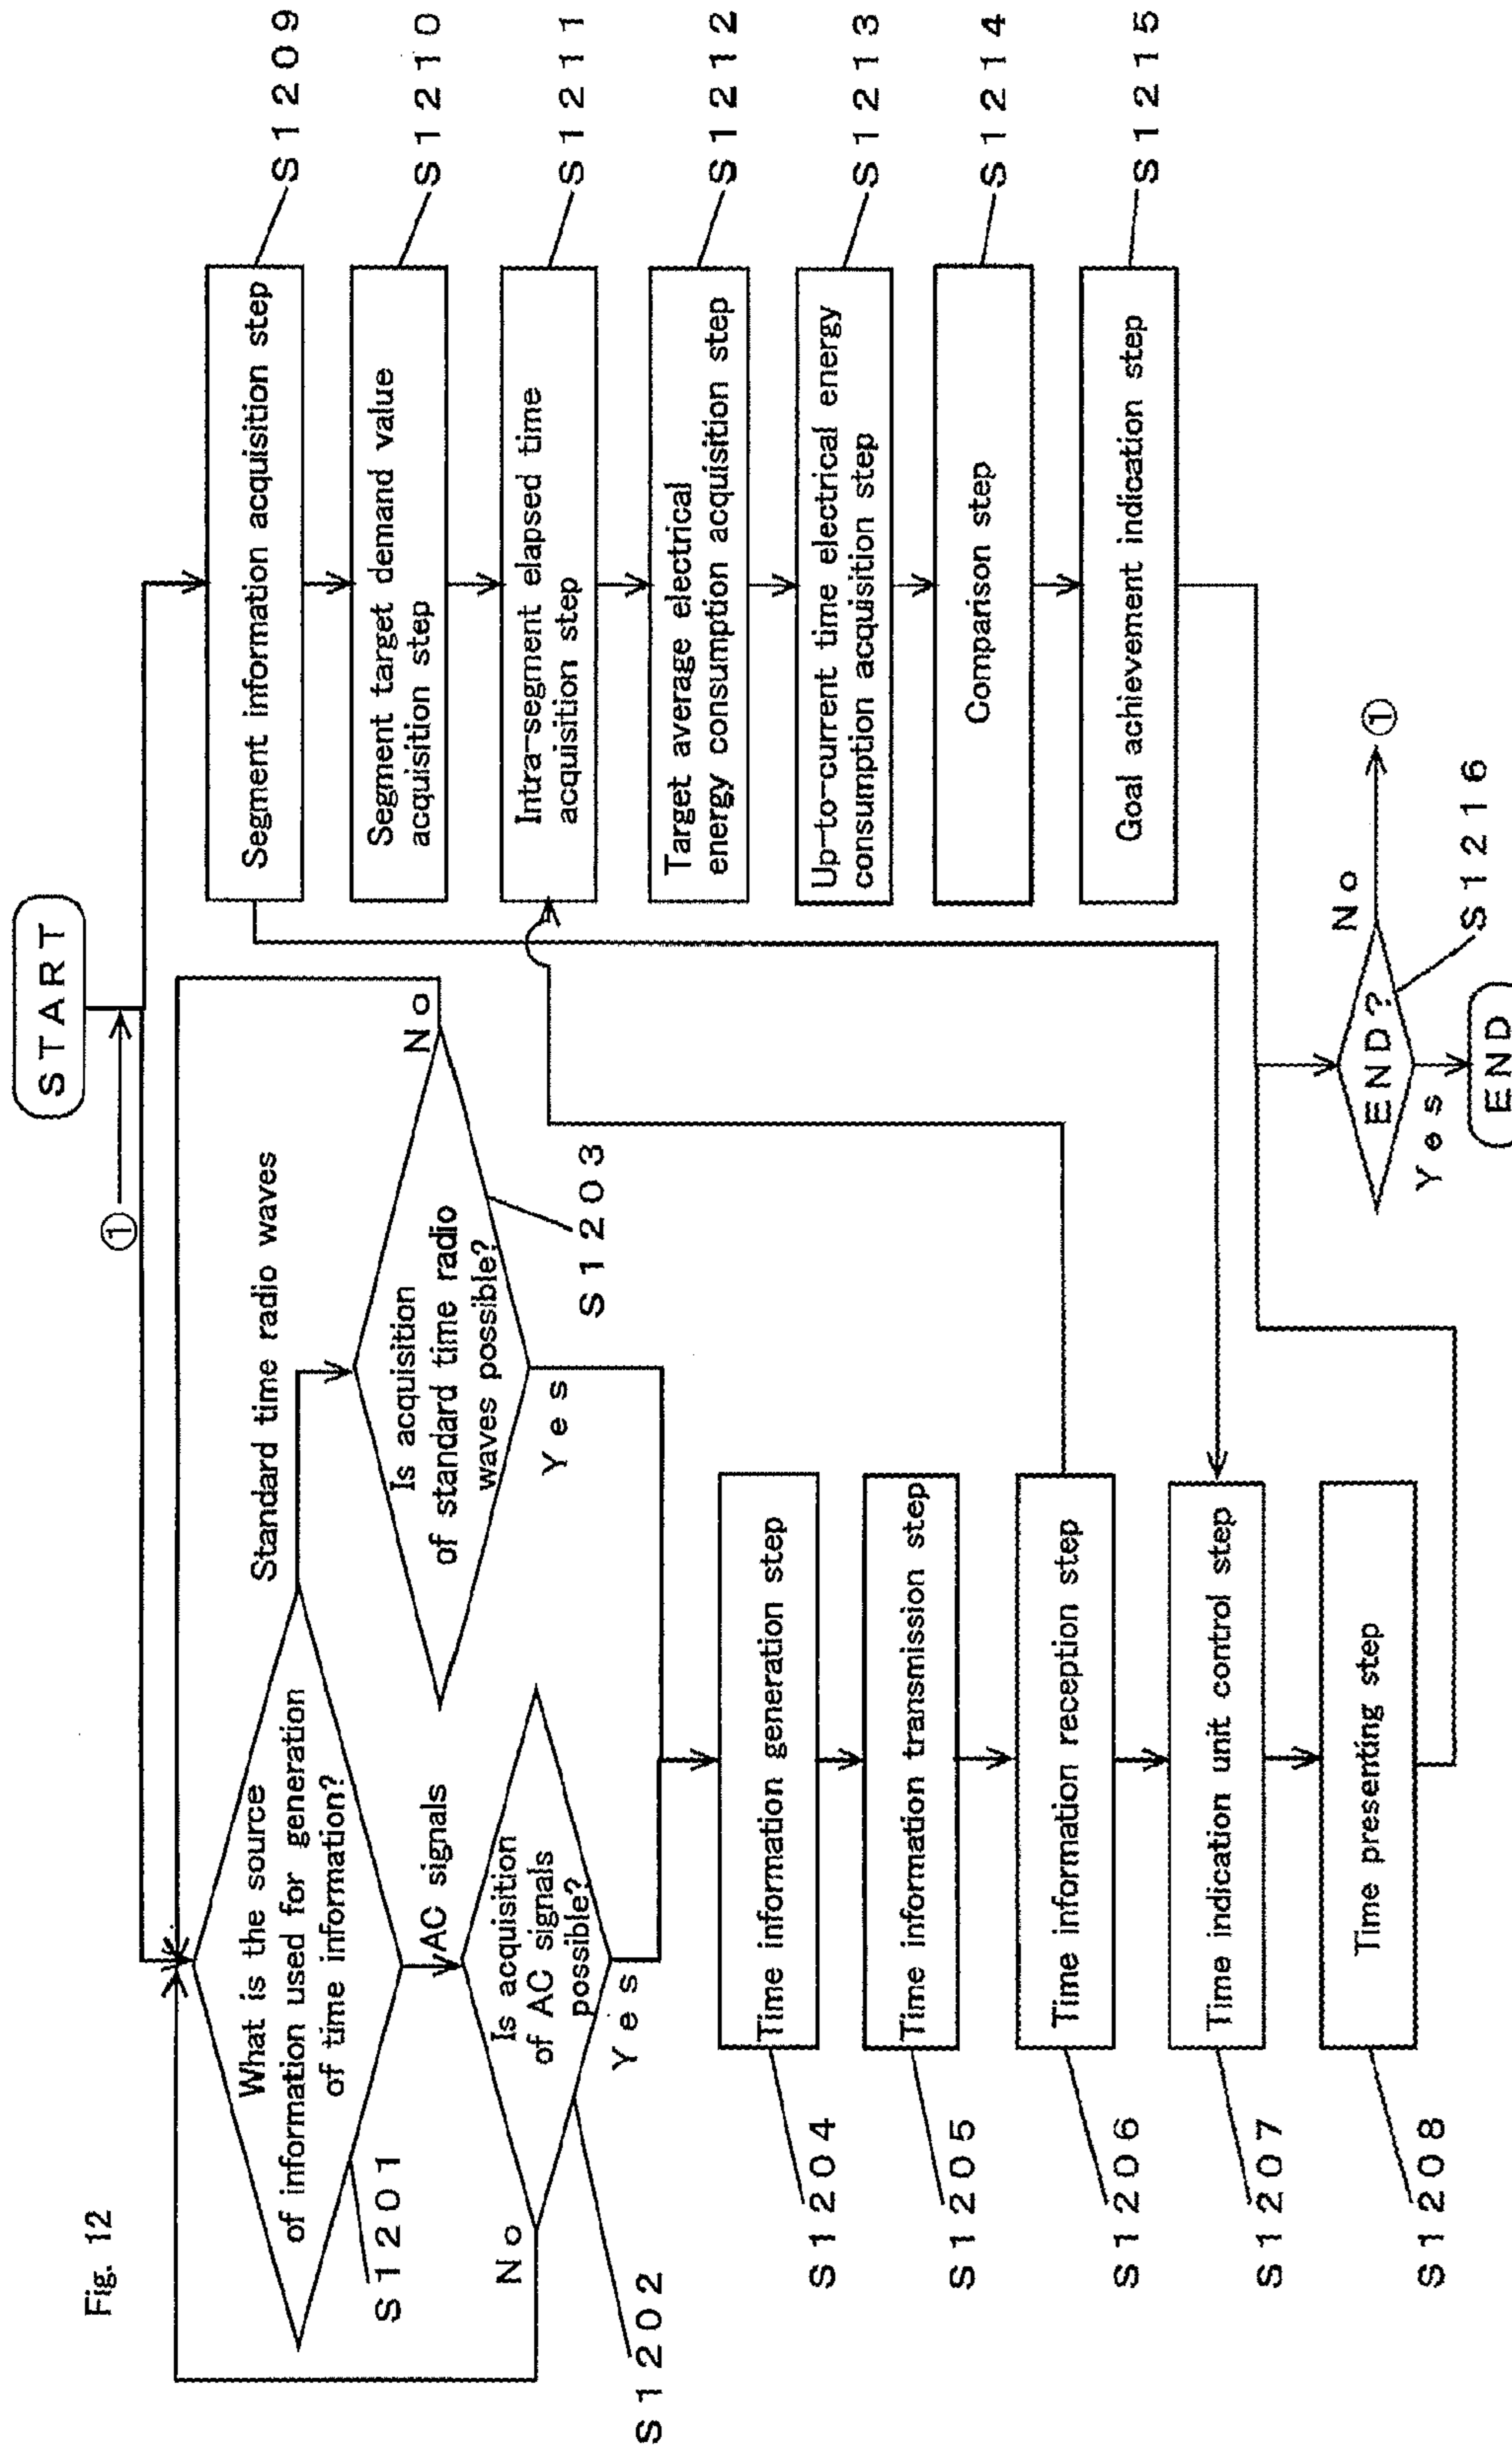 Fig. 12
START
①
What is the source
of information used for generation
of time information?
S1201
Standard time radio waves
AC signals
Is acquisition
of AC signals
possible?
No
Yes
S1202
Is acquisition
of standard time radio
waves possible?
No
Yes
S1203
Time information generation step
S1204
Time information transmission step
S1205
Time information reception step
S1206
Time indication unit control step
S1207
Time presenting step
S1208
Segment information acquisition step
S1209
Segment target demand value
acquisition step
S1210
Intra-segment elapsed time
acquisition step
S1211
Target average electrical
energy consumption acquisition step
S1212
Up-to-current time electrical energy
consumption acquisition step
S1213
Comparison step
S1214
Goal achievement indication step
S1215
END?
No
①
S1216
Yes
END